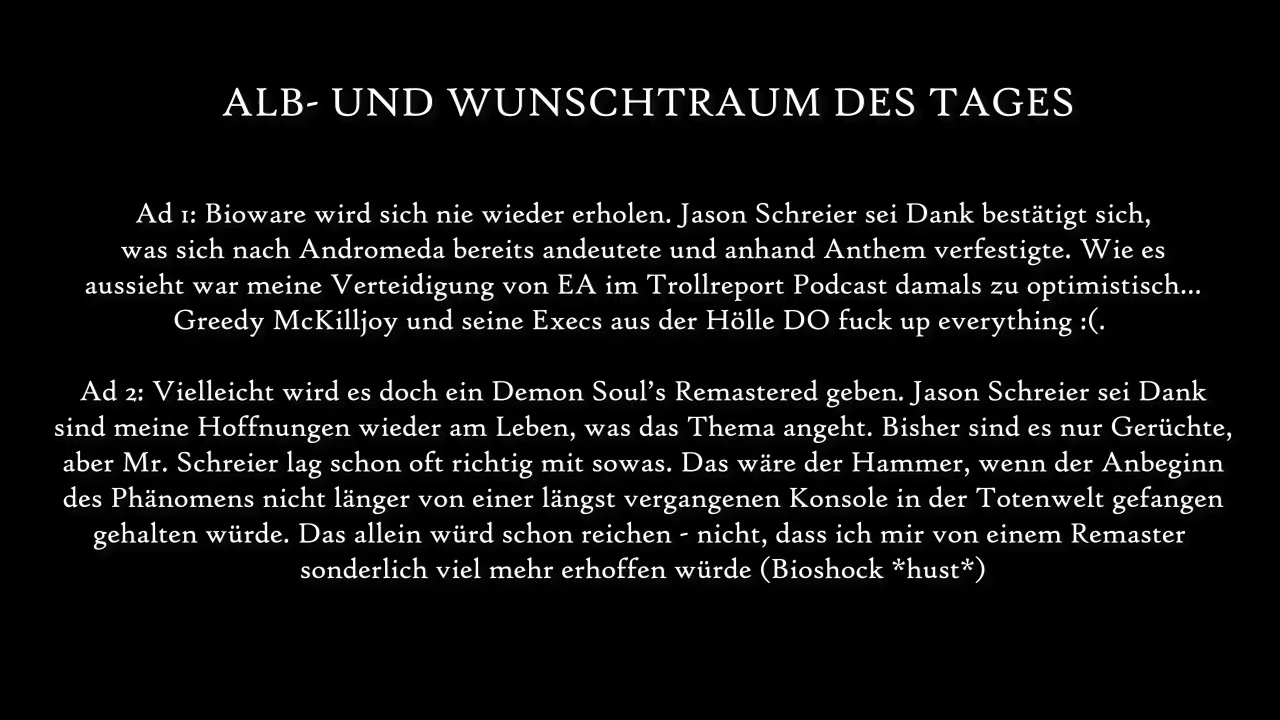 ALB- UND WUNSCHTRAUM DES TAGES
Ad 1: Bioware wird sich nie wieder erholen. Jason Schreier sei Dank bestätigt sich,
was sich nach Andromeda bereits andeutete und anhand Anthem verfestigte. Wie es
aussieht war meine Verteidigung von EA im Trollreport Podcast damals zu optimistisch...
Greedy McKilljoy und seine Execs aus der Hölle DO fuck up everything :(.
Ad 2: Vielleicht wird es doch ein Demon Soul's Remastered geben. Jason Schreier sei Dank
sind meine Hoffnungen wieder am Leben, was das Thema angeht. Bisher sind es nur Gerüchte,
aber Mr. Schreier lag schon oft richtig mit sowas. Das wäre der Hammer, wenn der Anbeginn
des Phänomens nicht länger von einer längst vergangenen Konsole in der Totenwelt gefangen
gehalten würde. Das allein würd schon reichen - nicht, dass ich mir von einem Remaster
sonderlich viel mehr erhoffen würde (Bioshock *hust*)